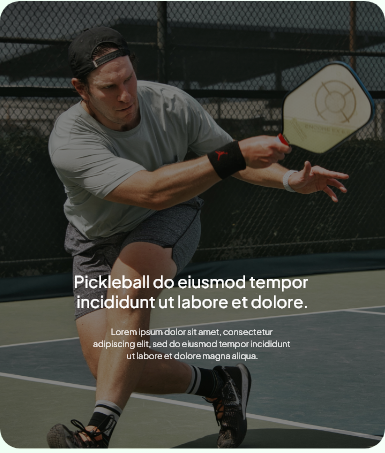 Pickleball do eiusmod tempor
incididunt ut labore et dolore.
Lorem ipsum dolor sit amet, consectetur
adipiscing elit, sed do eiusmod tempor incididunt
ut labore et dolore magna aliqua.